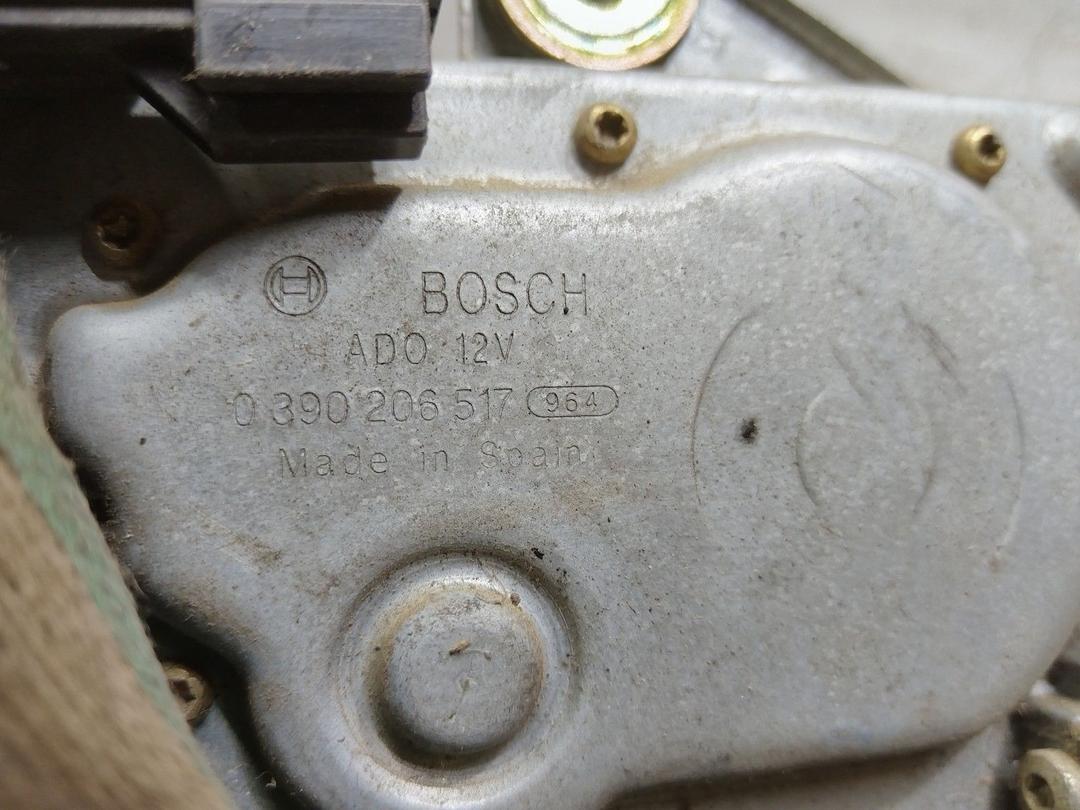 BOSCH
ADO 12V
0 390 206 517 964
Made in Spain